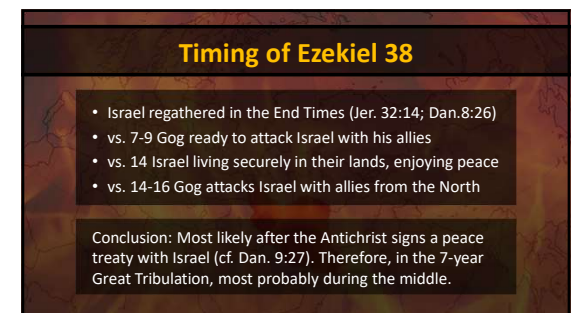 Timing of Ezekiel 38
• Israel regathered in the End Times (Jer. 32:14; Dan.8:26)
• vs. 7-9 Gog ready to attack Israel with his allies
• vs. 14 Israel living securely in their lands, enjoying peace
• vs. 14-16 Gog attacks Israel with allies from the North
Conclusion: Most likely after the Antichrist signs a peace
treaty with Israel (cf. Dan. 9:27). Therefore, in the 7-year
Great Tribulation, most probably during the middle.